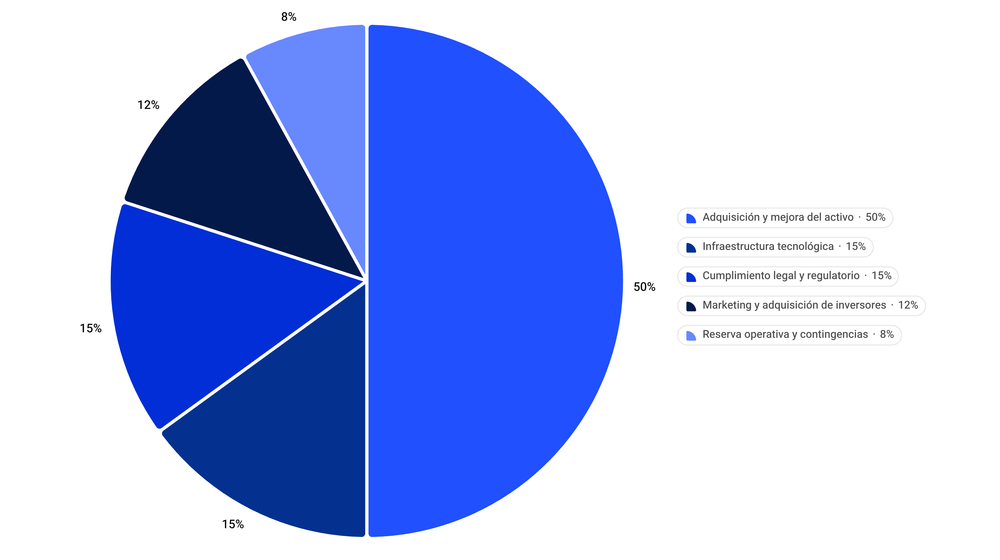 8%
12%
15%
15%
50%
Adquisición y mejora del activo · 50%
Infraestructura tecnológica · 15%
Cumplimiento legal y regulatorio · 15%
Marketing y adquisición de inversores · 12%
Reserva operativa y contingencias · 8%